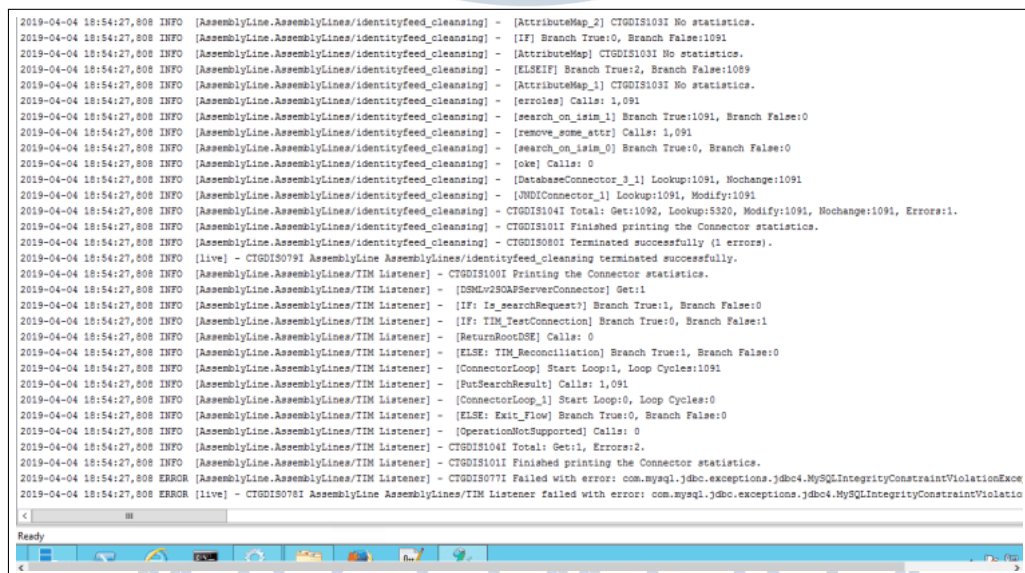 2019-04-04 18:54:27,808 INFO [AssemblyLine.AssemblyLines/identityfeed_cleansing] - [AttributeMap_2] CTGDIS103I No statistics.
2019-04-04 18:54:27,808 INFO [AssemblyLine.AssemblyLines/identityfeed_cleansing] - [IF] Branch True:0, Branch False:1091
2019-04-04 18:54:27,808 INFO [AssemblyLine.AssemblyLines/identityfeed_cleansing] - [AttributeMap] CTGDIS103I No statistics.
2019-04-04 18:54:27,808 INFO [AssemblyLine.AssemblyLines/identityfeed_cleansing] - [ELSEIF] Branch True:2, Branch False:1089
2019-04-04 18:54:27,808 INFO [AssemblyLine.AssemblyLines/identityfeed_cleansing] - [AttributeMap_1] CTGDIS103I No statistics.
2019-04-04 18:54:27,808 INFO [AssemblyLine.AssemblyLines/identityfeed_cleansing] - [erroles] Calls: 1,091
2019-04-04 18:54:27,808 INFO [AssemblyLine.AssemblyLines/identityfeed_cleansing] - [search_on_isim_1] Branch True:1091, Branch False:0
2019-04-04 18:54:27,808 INFO [AssemblyLine.AssemblyLines/identityfeed_cleansing] - [remove_some_attr] Calls: 1,091
2019-04-04 18:54:27,808 INFO [AssemblyLine.AssemblyLines/identityfeed_cleansing] - [search_on_isim_0] Branch True:0, Branch False:0
2019-04-04 18:54:27,808 INFO [AssemblyLine.AssemblyLines/identityfeed_cleansing] - [oke] Calls: 0
2019-04-04 18:54:27,808 INFO [AssemblyLine.AssemblyLines/identityfeed_cleansing] - [DatabaseConnector_3_1] Lookup:1091, Nochange:1091
2019-04-04 18:54:27,808 INFO [AssemblyLine.AssemblyLines/identityfeed_cleansing] - [JNDIConnector_1] Lookup:1091, Modify:1091
2019-04-04 18:54:27,808 INFO [AssemblyLine.AssemblyLines/identityfeed_cleansing] - CTGDIS104I Total: Get:1092, Lookup:5320, Modify:1091, Nochange:1091, Errors:1.
2019-04-04 18:54:27,808 INFO [AssemblyLine.AssemblyLines/identityfeed_cleansing] - CTGDIS101I Finished printing the Connector statistics.
2019-04-04 18:54:27,808 INFO [AssemblyLine.AssemblyLines/identityfeed_cleansing] - CTGDIS080I Terminated successfully (1 errors).
2019-04-04 18:54:27,808 INFO [live] - CTGDIS079I AssemblyLine AssemblyLines/identityfeed_cleansing terminated successfully.
2019-04-04 18:54:27,808 INFO [AssemblyLine.AssemblyLines/TIM Listener] - CTGDIS100I Printing the Connector statistics.
2019-04-04 18:54:27,808 INFO [AssemblyLine.AssemblyLines/TIM Listener] - [DSMLv2SOAPServerConnector] Get:1
2019-04-04 18:54:27,808 INFO [AssemblyLine.AssemblyLines/TIM Listener] - [IF: Is_searchRequest?] Branch True:1, Branch False:0
2019-04-04 18:54:27,808 INFO [AssemblyLine.AssemblyLines/TIM Listener] - [IF: TIM_TestConnection] Branch True:0, Branch False:1
2019-04-04 18:54:27,808 INFO [AssemblyLine.AssemblyLines/TIM Listener] - [ReturnRootDSE] Calls: 0
2019-04-04 18:54:27,808 INFO [AssemblyLine.AssemblyLines/TIM Listener] - [ELSE: TIM_Reconciliation] Branch True:1, Branch False:0
2019-04-04 18:54:27,808 INFO [AssemblyLine.AssemblyLines/TIM Listener] - [ConnectorLoop] Start Loop:1, Loop Cycles:1091
2019-04-04 18:54:27,808 INFO [AssemblyLine.AssemblyLines/TIM Listener] - [PutSearchResult] Calls: 1,091
2019-04-04 18:54:27,808 INFO [AssemblyLine.AssemblyLines/TIM Listener] - [ConnectorLoop_1] Start Loop:0, Loop Cycles:0
2019-04-04 18:54:27,808 INFO [AssemblyLine.AssemblyLines/TIM Listener] - [ELSE: Exit_Flow] Branch True:0, Branch False:0
2019-04-04 18:54:27,808 INFO [AssemblyLine.AssemblyLines/TIM Listener] - [OperationNotSupported] Calls: 0
2019-04-04 18:54:27,808 INFO [AssemblyLine.AssemblyLines/TIM Listener] - CTGDIS104I Total: Get:1, Errors:2.
2019-04-04 18:54:27,808 INFO [AssemblyLine.AssemblyLines/TIM Listener] - CTGDIS101I Finished printing the Connector statistics.
2019-04-04 18:54:27,808 ERROR [AssemblyLine.AssemblyLines/TIM Listener] - CTGDIS077I Failed with error: com.mysql.jdbc.exceptions.jdbc4.MySQLIntegrityConstraintViolationExce
2019-04-04 18:54:27,808 ERROR [live] - CTGDIS078I AssemblyLine AssemblyLines/TIM Listener failed with error: com.mysql.jdbc.exceptions.jdbc4.MySQLIntegrityConstraintViolatio
Ready